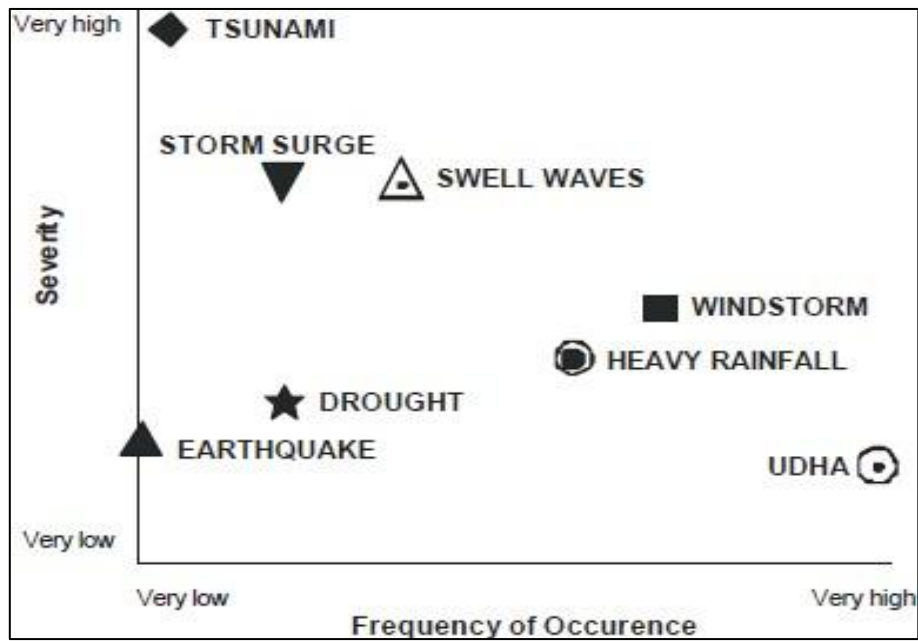 Very high
TSUNAMI
STORM SURGE
SWELL WAVES
Severity
WINDSTORM
HEAVY RAINFALL
DROUGHT
EARTHQUAKE
UDHA
Very low
Very low
Very high
Frequency of Occurence